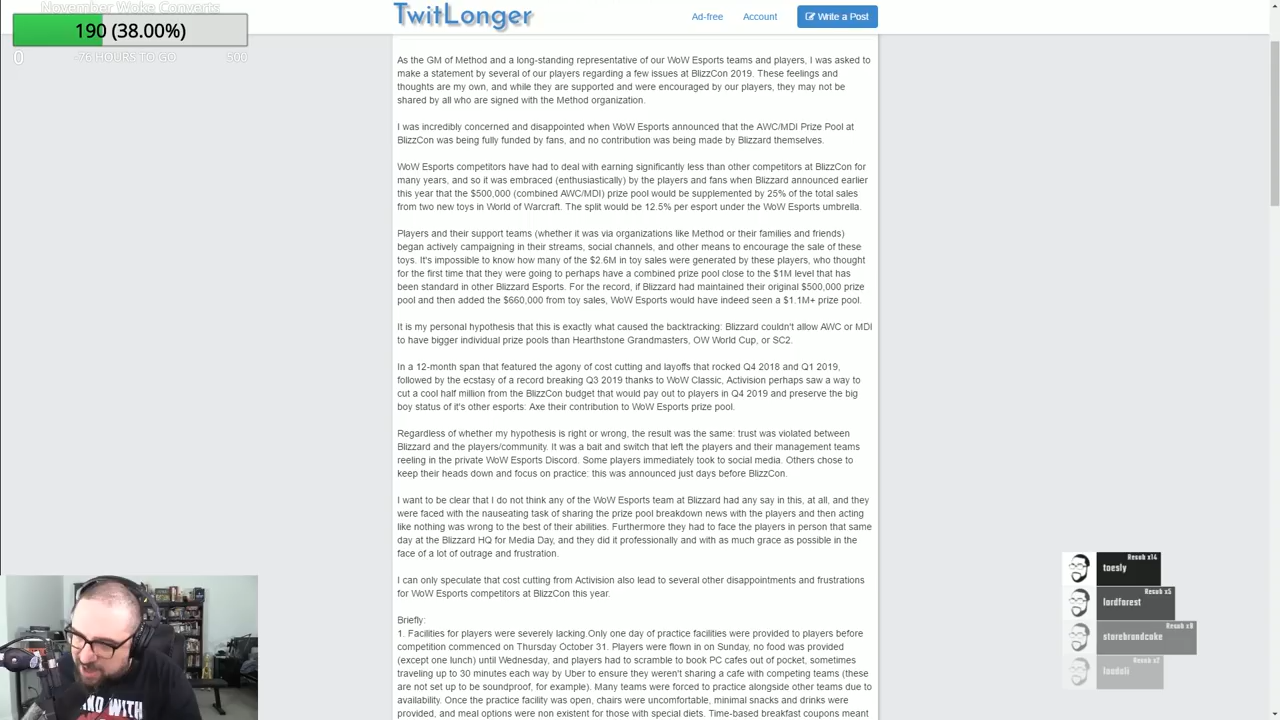 November Woke Converts
190 (38.00%)
0
-76 HOURS TO GO
500
TwitLonger
Ad-free
Account
Write a Post
As the GM of Method and a long-standing representative of our WoW Esports teams and players, I was asked to
make a statement by several of our players regarding a few issues at BlizzCon 2019. These feelings and
thoughts are my own, and while they are supported and were encouraged by our players, they may not be
shared by all who are signed with the Method organization.
I was incredibly concerned and disappointed when WoW Esports announced that the AWC/MDI Prize Pool at
BlizzCon was being fully funded by fans, and no contribution was being made by Blizzard themselves.
WoW Esports competitors have had to deal with earning significantly less than other competitors at BlizzCon for
many years, and so it was embraced (enthusiastically) by the players and fans when Blizzard announced earlier
this year that the $500,000 (combined AWC/MDI) prize pool would be supplemented by 25% of the total sales
from two new toys in World of Warcraft. The split would be 12.5% per esport under the WoW Esports umbrella.
Players and their support teams (whether it was via organizations like Method or their families and friends)
began actively campaigning in their streams, social channels, and other means to encourage the sale of these
toys. It's impossible to know how many of the $2.6M in toy sales were generated by these players, who thought
for the first time that they were going to perhaps have a combined prize pool close to the $1M level that has
been standard in other Blizzard Esports. For the record, if Blizzard had maintained their original $500,000 prize
pool and then added the $660,000 from toy sales, WoW Esports would have indeed seen a $1.1M+ prize pool.
It is my personal hypothesis that this is exactly what caused the backtracking: Blizzard couldn't allow AWC or MDI
to have bigger individual prize pools than Hearthstone Grandmasters, OW World Cup, or SC2.
In a 12-month span that featured the agony of cost cutting and layoffs that rocked Q4 2018 and Q1 2019,
followed by the ecstasy of a record breaking Q3 2019 thanks to WoW Classic, Activision perhaps saw a way to
cut a cool half million from the BlizzCon budget that would pay out to players in Q4 2019 and preserve the big
boy status of it's other esports: Axe their contribution to WoW Esports prize pool.
Regardless of whether my hypothesis is right or wrong, the result was the same: trust was violated between
Blizzard and the players/community. It was a bait and switch that left the players and their management teams
reeling in the private WoW Esports Discord. Some players immediately took to social media. Others chose to
keep their heads down and focus on practice: this was announced just days before BlizzCon.
I want to be clear that I do not think any of the WoW Esports team at Blizzard had any say in this, at all, and they
were faced with the nauseating task of sharing the prize pool breakdown news with the players and then acting
like nothing was wrong to the best of their abilities. Furthermore they had to face the players in person that same
day at the Blizzard HQ for Media Day, and they did it professionally and with as much grace as possible in the
face of a lot of outrage and frustration.
I can only speculate that cost cutting from Activision also lead to several other disappointments and frustrations
for WoW Esports competitors at BlizzCon this year.
Briefly:
1. Facilities for players were severely lacking.Only one day of practice facilities were provided to players before
competition commenced on Thursday October 31. Players were flown in on Sunday, no food was provided
(except one lunch) until Wednesday, and players had to scramble to book PC cafes out of pocket, sometimes
traveling up to 30 minutes each way by Uber to ensure they weren't sharing a cafe with competing teams (these
are not set up to be soundproof, for example). Many teams were forced to practice alongside other teams due to
availability. Once the practice facility was open, chairs were uncomfortable, minimal snacks and drinks were
provided, and meal options were non existent for those with special diets. Time-based breakfast coupons meant
Resub x14
taesly
Resub x5
lordforest
Resub x8
storebrandcake
Resub x2